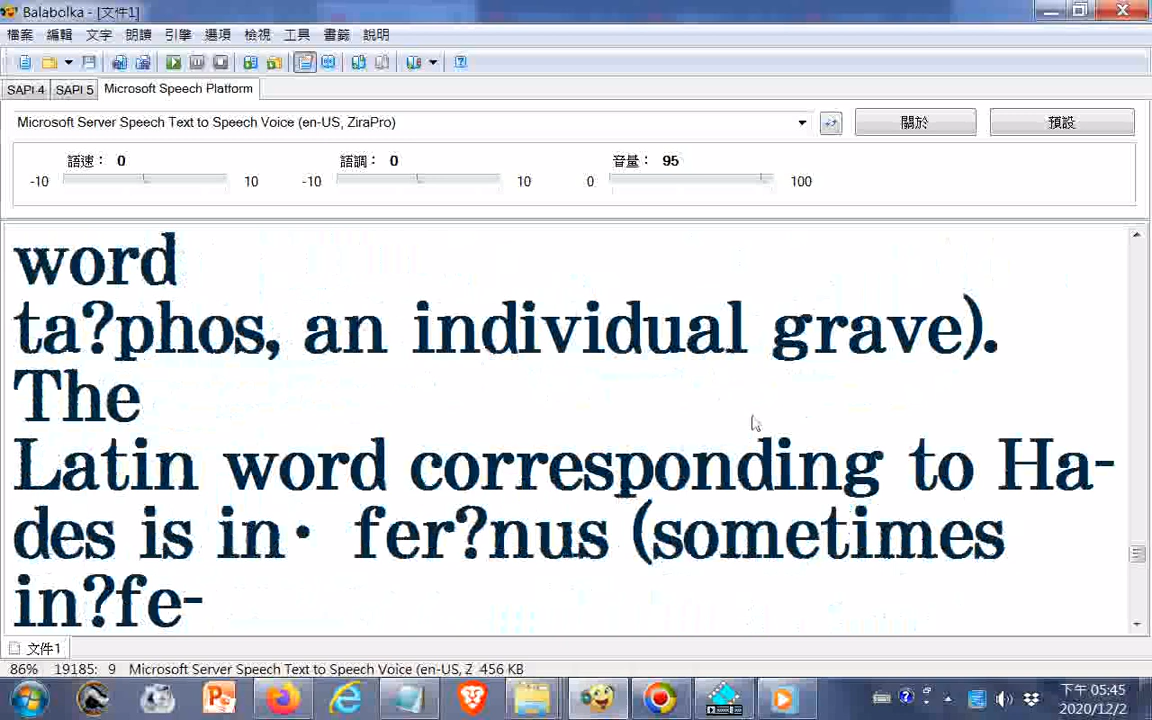 Balabolka - [文件1]
檔案 編輯 文字 朗讀 引擎 選項 檢視 工具 書籤 說明
SAPI 4 SAPI 5 Microsoft Speech Platform
Microsoft Server Speech Text to Speech Voice (en-US, ZiraPro) 關於 預設
語速： 0 語調： 0 音量： 95
-10 10 -10 10 0 100
word
ta?phos, an individual grave).
The
Latin word corresponding to Ha-
des is in· fer?nus (sometimes
in?fe-
文件1
86% 19185: 9 Microsoft Server Speech Text to Speech Voice (en-US, Z 456 KB
下午 05:45
2020/12/2